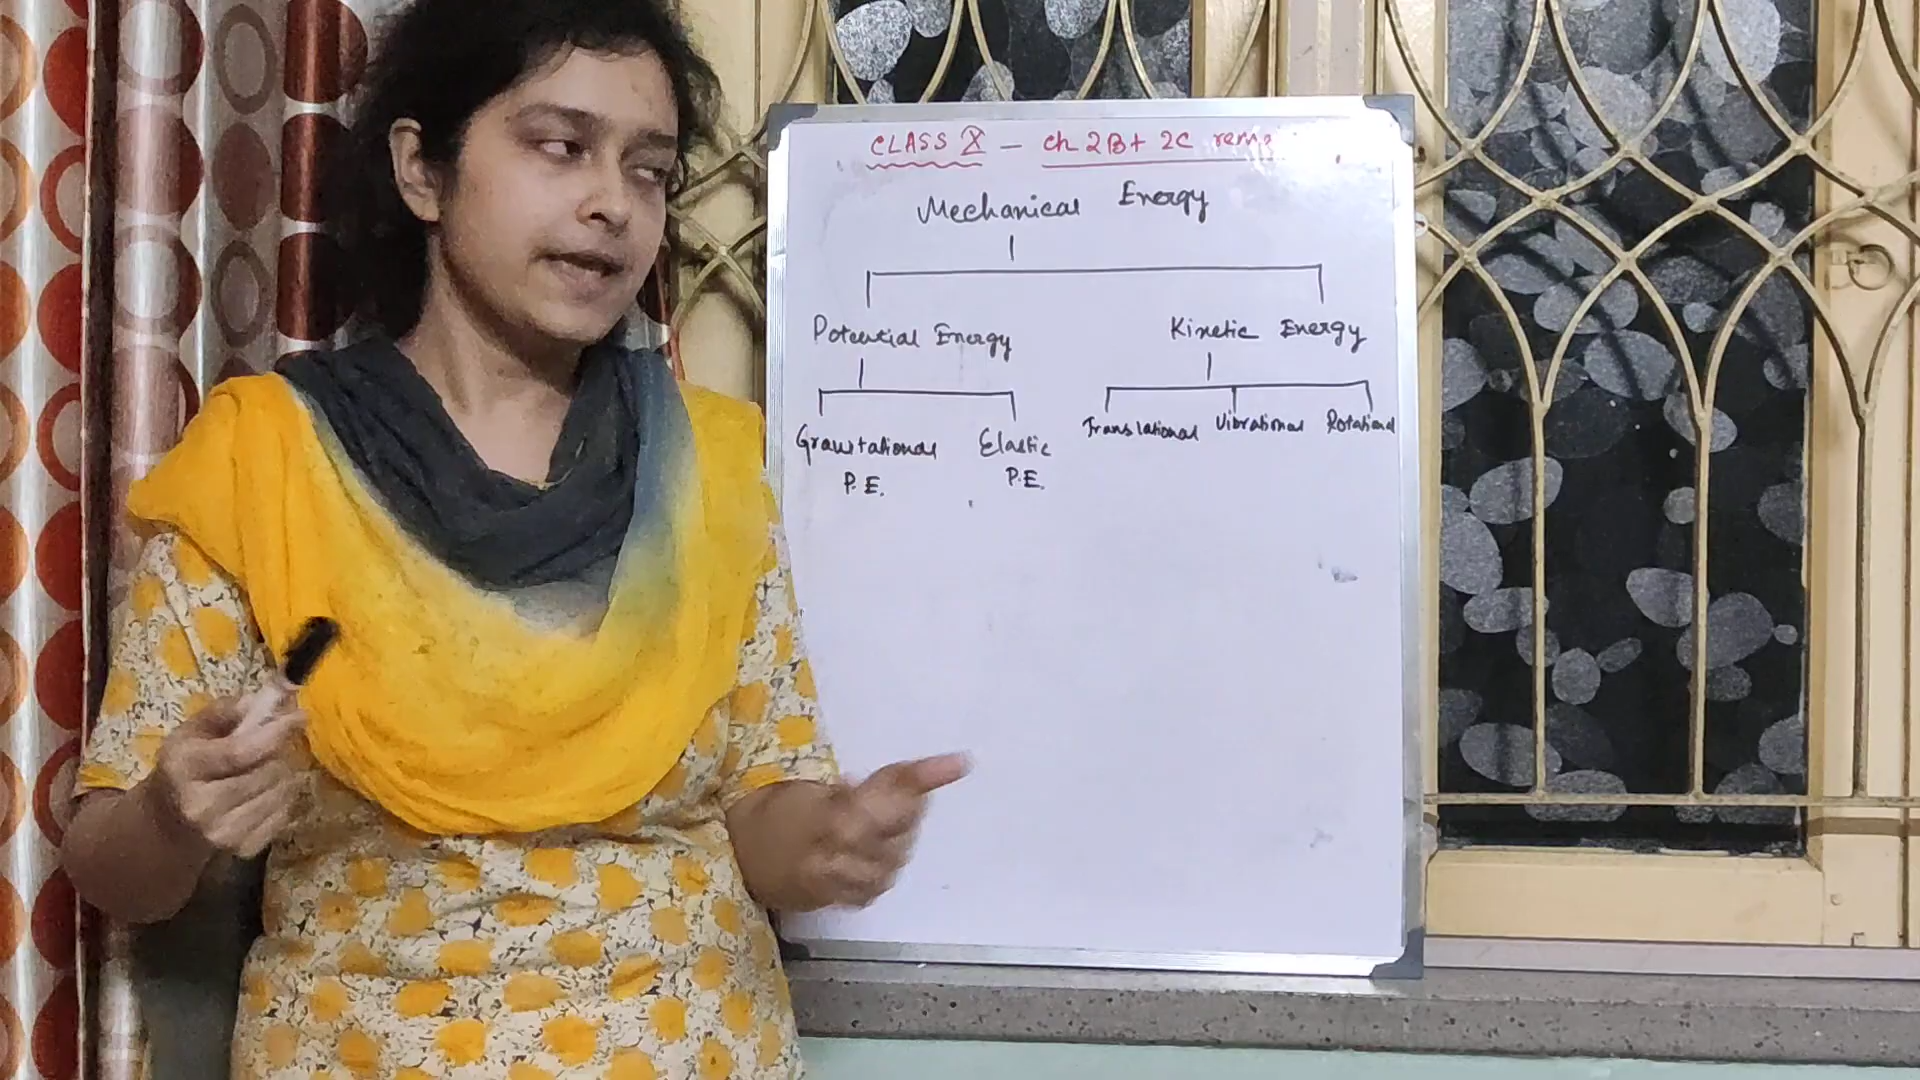 CLASS X - Ch 2B + 2C
Mechanical Energy
Potential Energy Kinetic Energy
Gravitational Elastic Translational Vibrational Rotational
P.E. P.E.